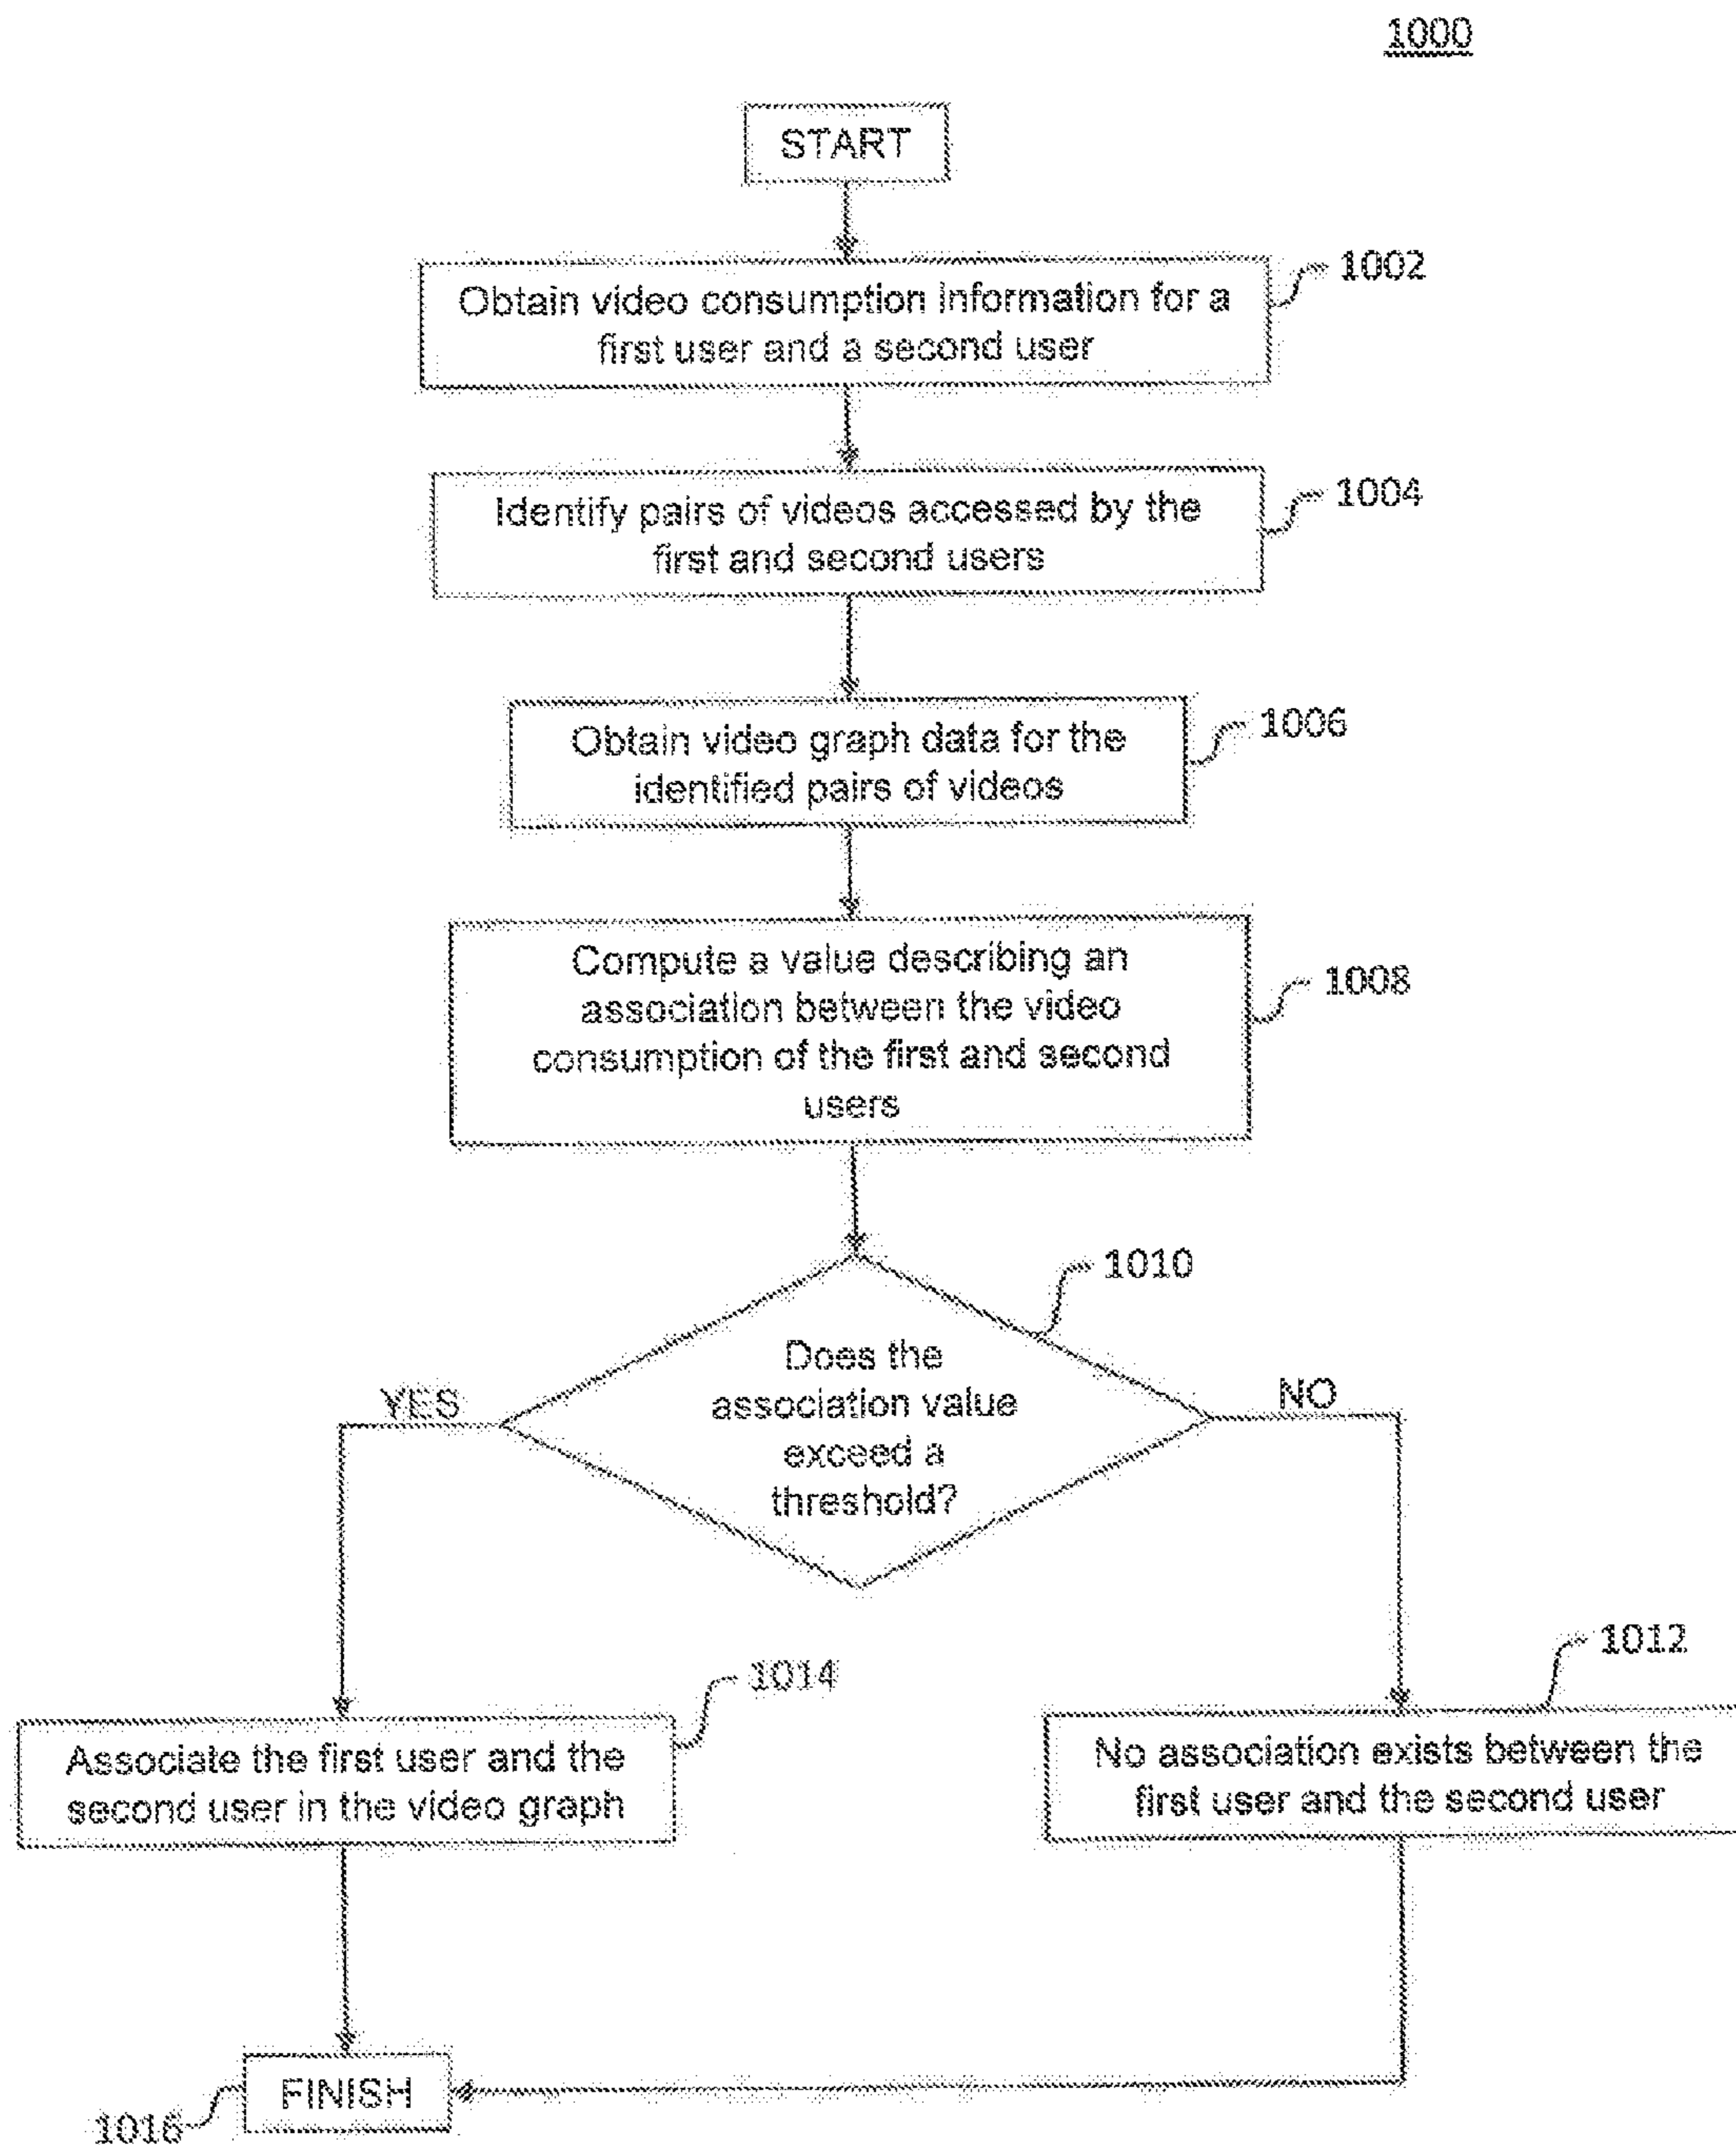 1000
START
1002
Obtain video consumption information for a
first user and a second user
1004
Identify pairs of videos accessed by the
first and second users
1006
Obtain video graph data for the
identified pairs of videos
1008
Compute a value describing an
association between the video
consumption of the first and second
users
1010
Does the
association value
exceed a
threshold?
YES
NO
1014
Associate the first user and the
second user in the video graph
1012
No association exists between the
first user and the second user
FINISH
1016